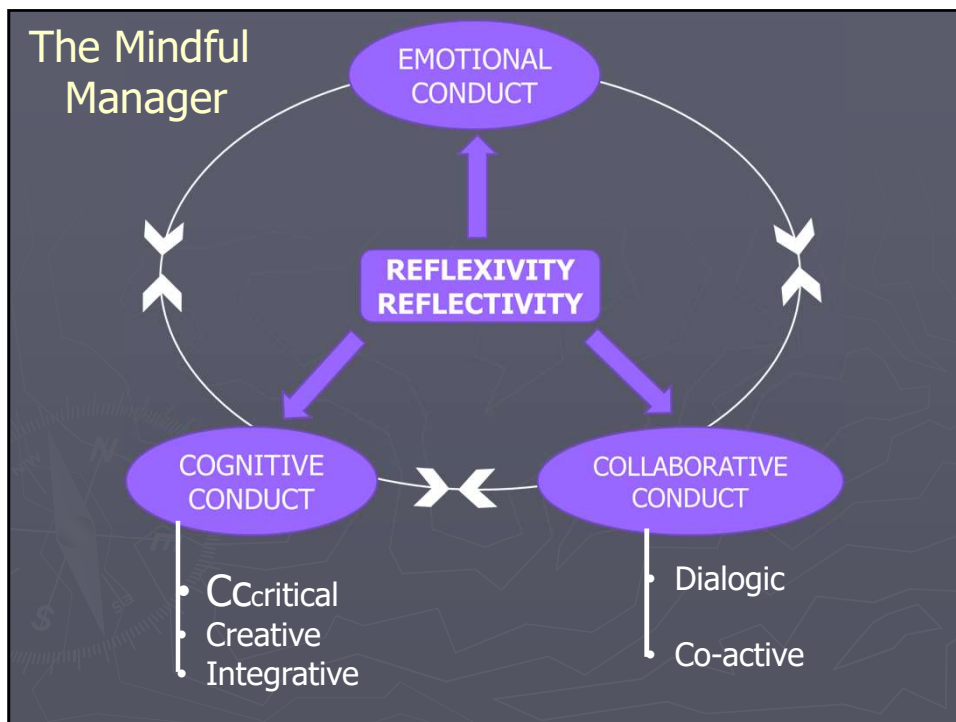 The Mindful
Manager
EMOTIONAL
CONDUCT
REFLEXIVITY
REFLECTIVITY
COGNITIVE
CONDUCT
COLLABORATIVE
CONDUCT
• Cccritical
• Creative
• Integrative
• Dialogic
• Co-active
N
E
S